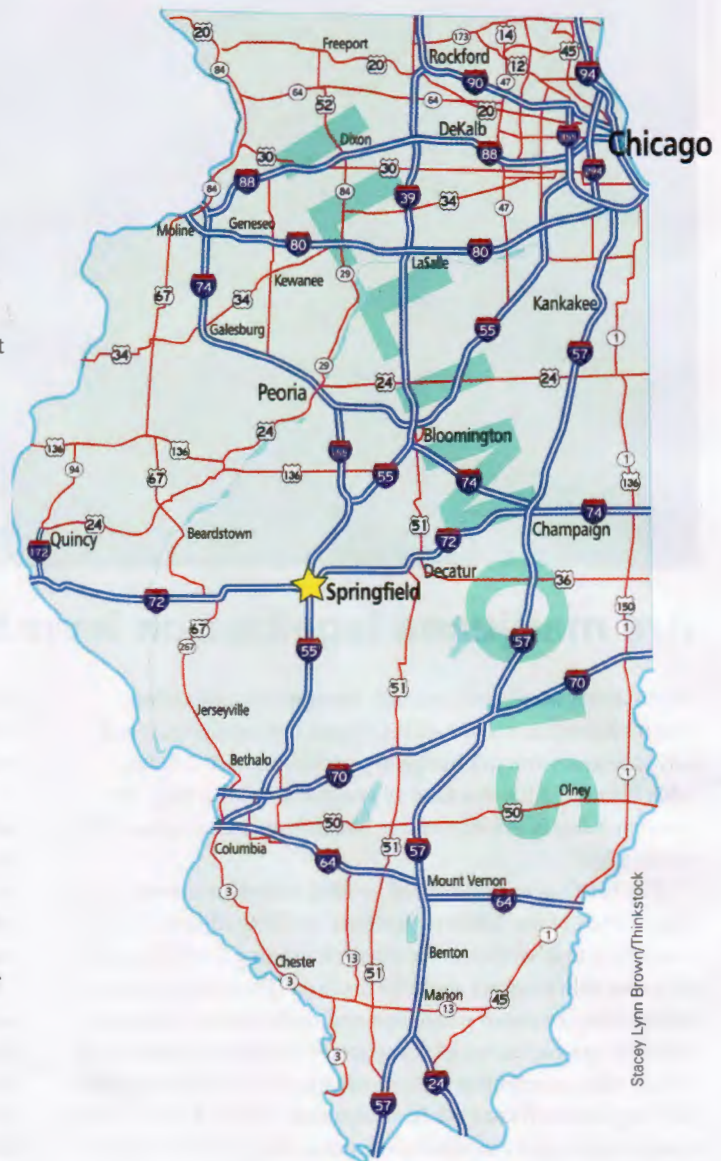 20
Freeport
173
14
45
20
84
Rockford
12
94
84
64
52
90
47
64
20
DeKalb
Dixon
88
Chicago
30
294
84
88
84
30
39
34
47
Moline
Geneseo
80
LaSalle
80
Kewanee
29
74
67
34
Kankakee
Galesburg
55
57
34
1
29
24
24
Peoria
24
Bloomington
136
136
67
136
55
74
1
136
94
51
74
24
Quincy
Beardstown
72
Champaign
172
Decatur
36
72
Springfield
150
67
55
57
1
267
70
51
Jerseyville
Bethalo
70
Olney
1
50
50
51
57
Columbia
64
Mount Vernon
64
3
Benton
1
Chester
13
51
3
Marion
45
13
3
24
57
ILLINOIS
Stacey Lynn Brown/Thinkstock